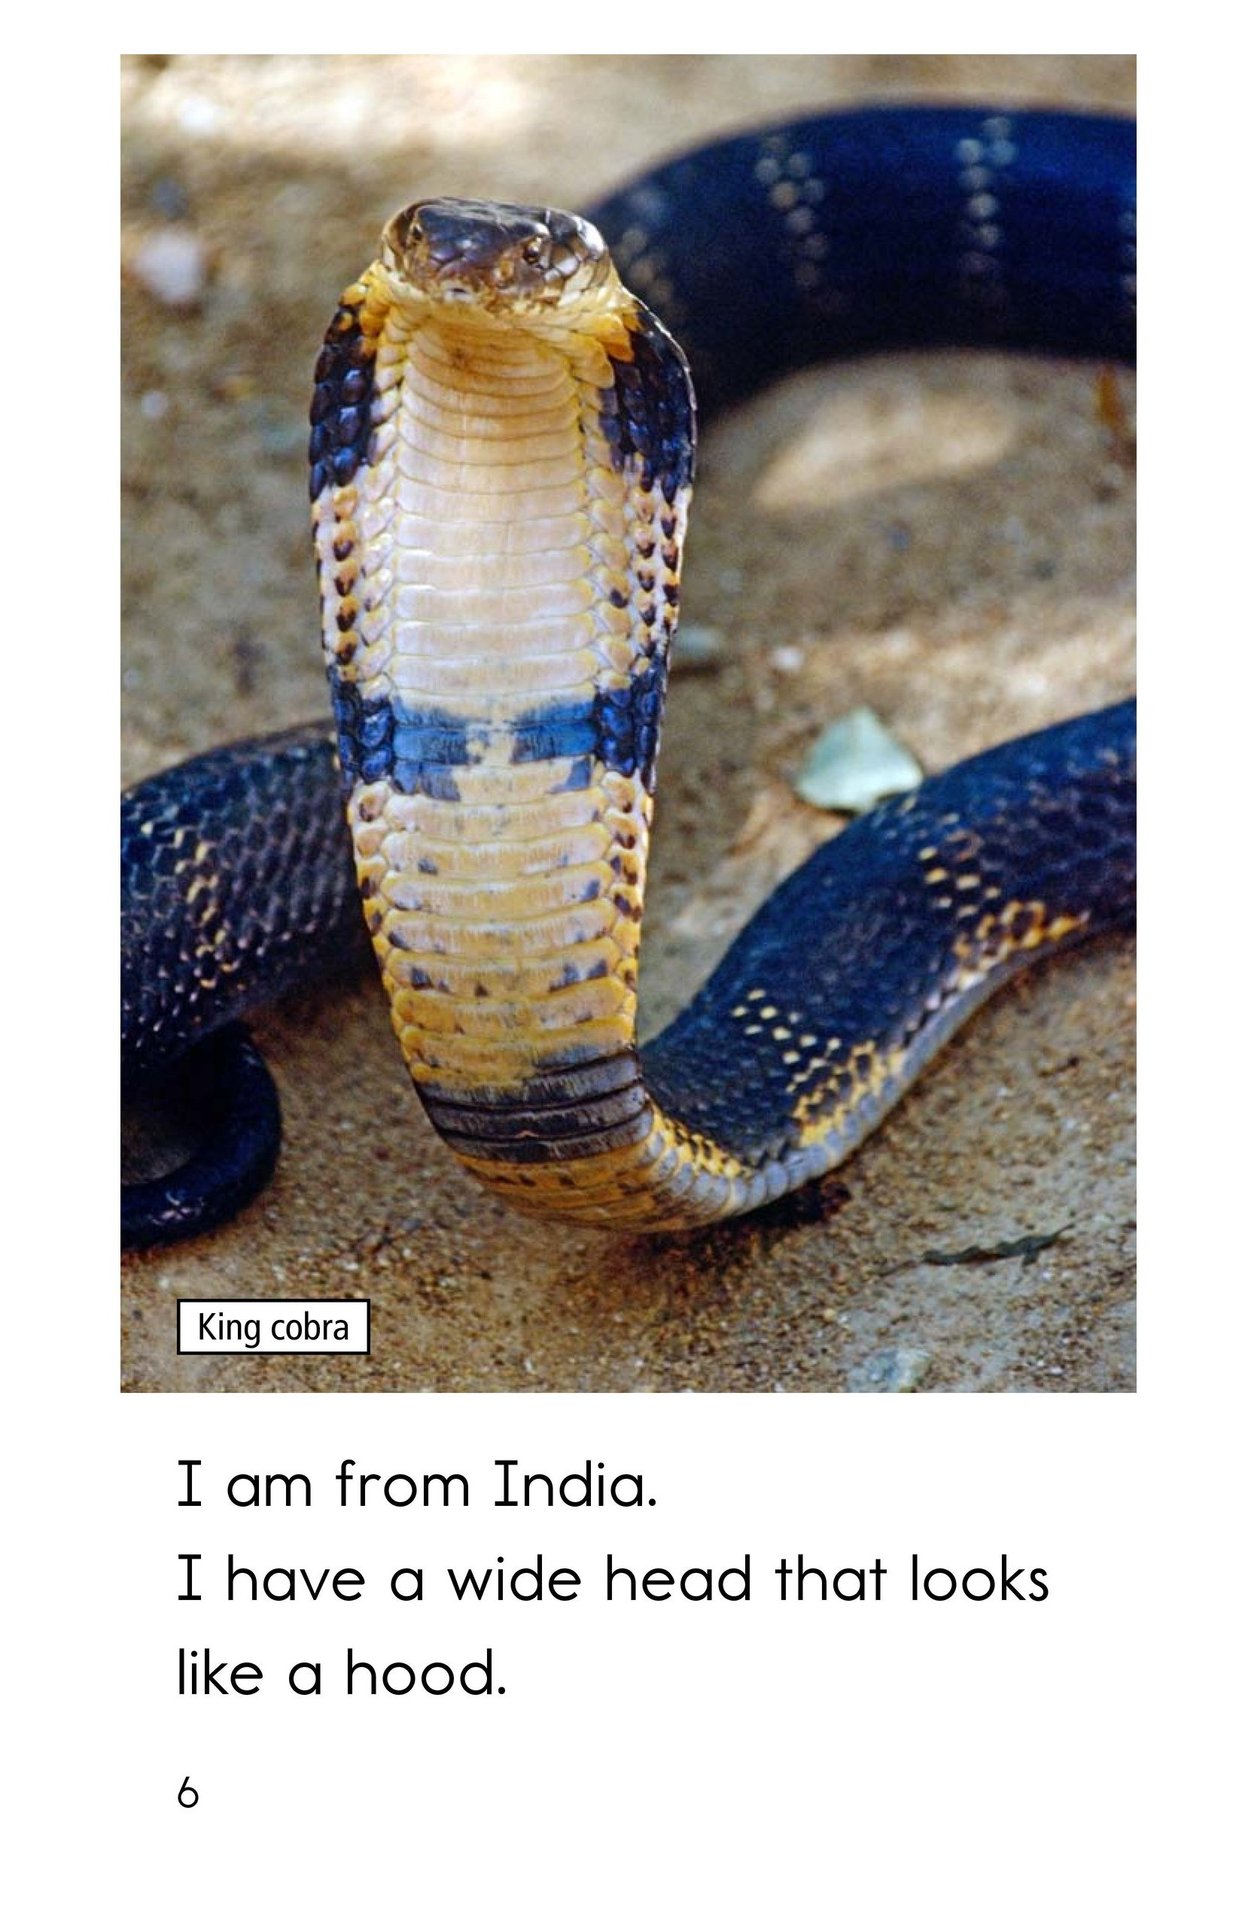 King cobra
I am from India.
I have a wide head that looks
like a hood.
6